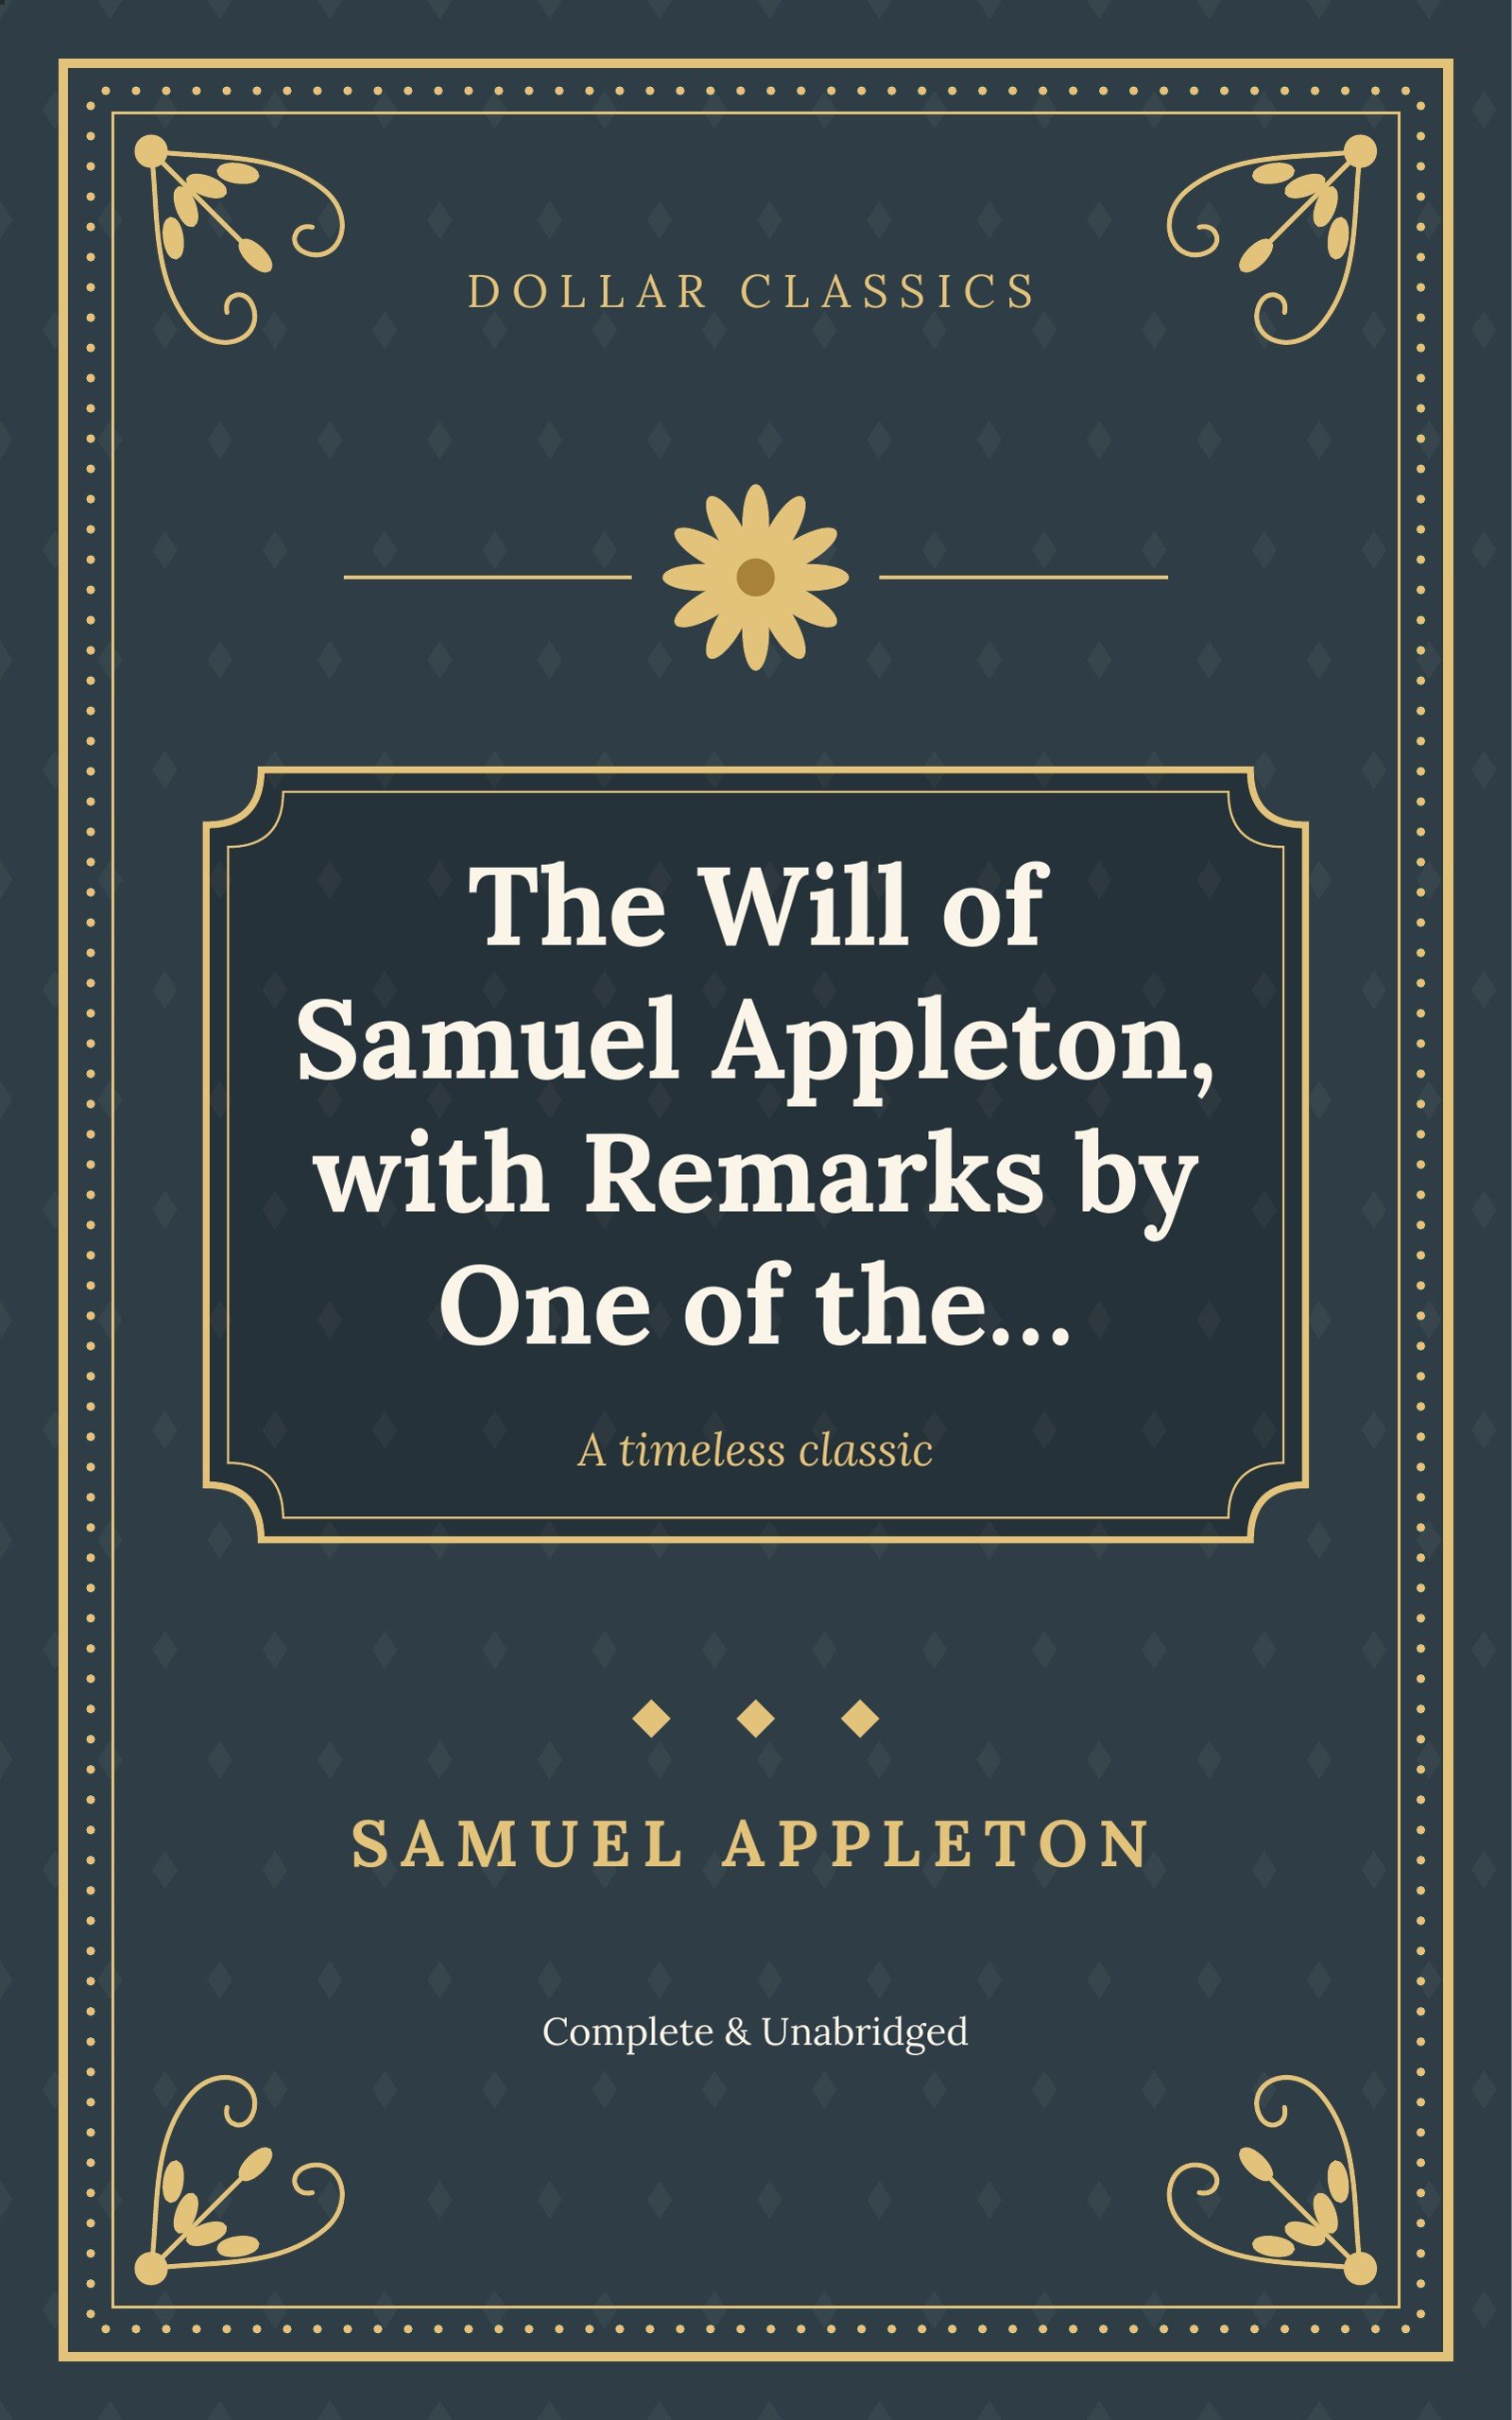 DOLLAR CLASSICS
The Will of
Samuel Appleton,
with Remarks by
One of the...
A timeless classic
SAMUEL APPLETON
Complete & Unabridged